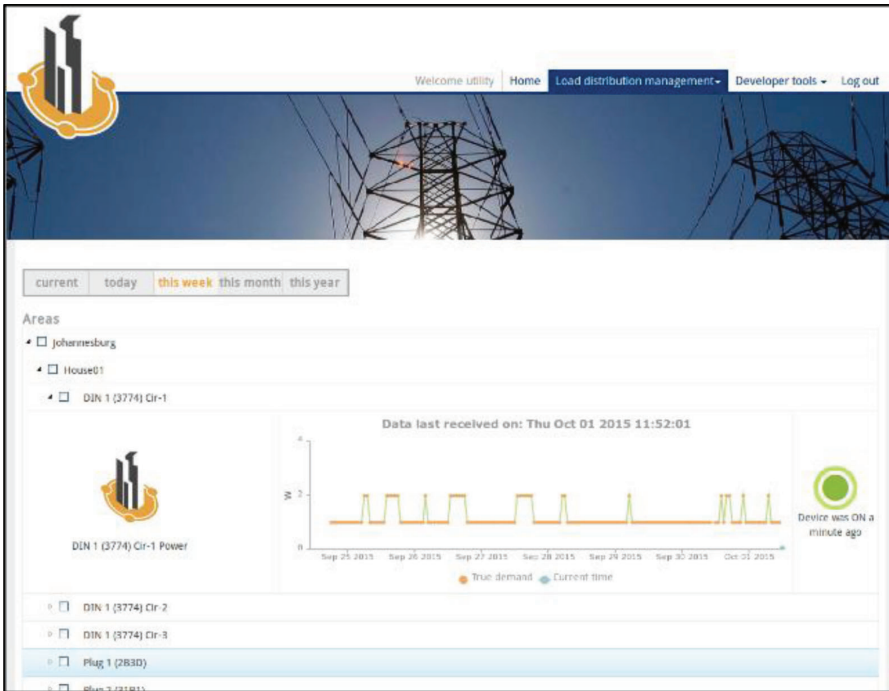 Welcome utility Home Load distribution management Developer tools Log out
current today this week this month this year
Areas
Johannesburg
House01
DIN 1 (3774) Cir-1
Data last received on: Thu Oct 01 2015 11:52:01
4
W
2
0
Sep 25 2015 Sep 26 2015 Sep 27 2015 Sep 28 2015 Sep 29 2015 Sep 30 2015 Oct 01 2015
True demand Current time
DIN 1 (3774) Cir-1 Power
Device was ON a
minute ago
DIN 1 (3774) Cir-2
DIN 1 (3774) Cir-3
Plug 1 (2B3D)
Plug 2